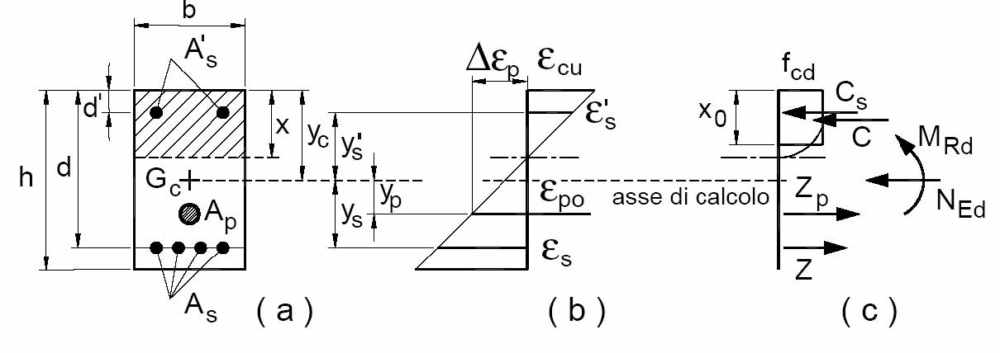 b
A's
d'
h
d
x
yc
Gc
Ap
As
( a )
y's
ys
yp
Δεp
εcu
ε's
εpo
εs
( b )
asse di calcolo
fcd
x0
Cs
C
MRd
NEd
Zp
Z
( c )